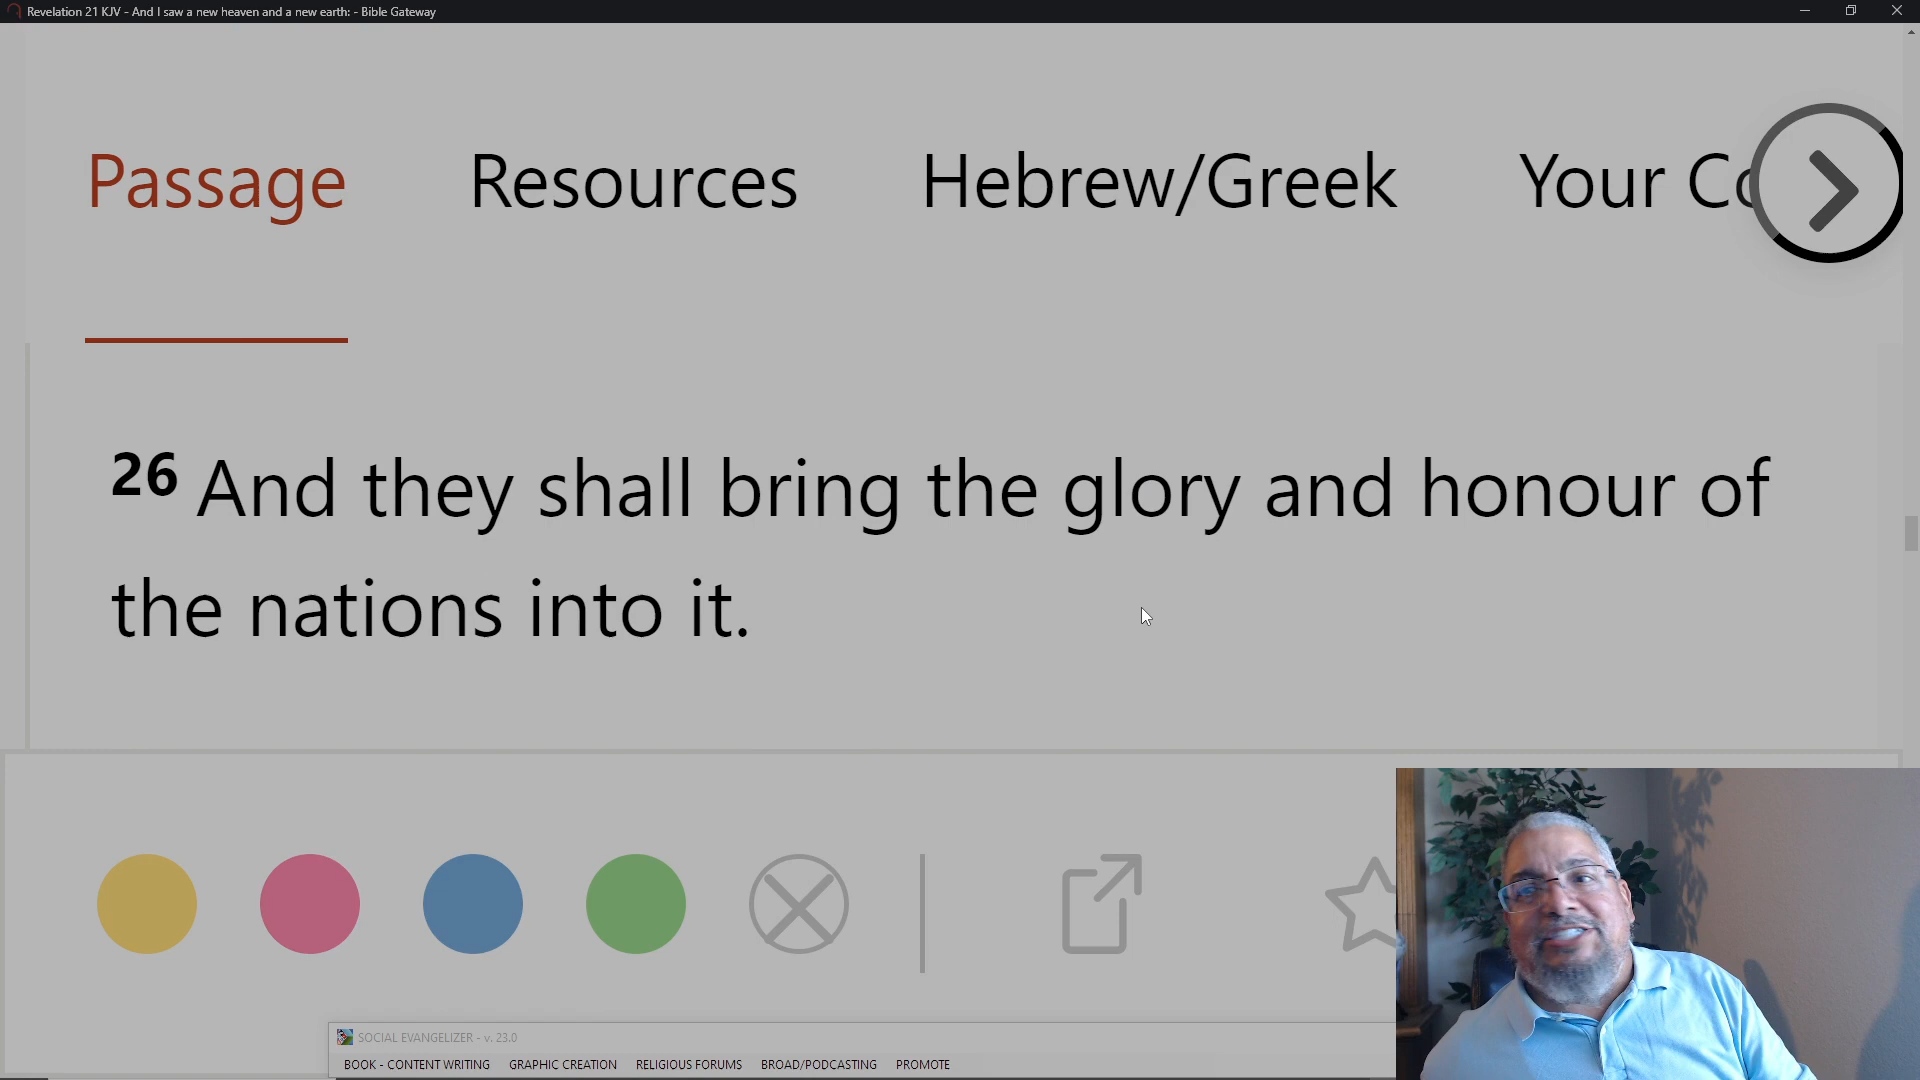 Revelation 21 KJV - And I saw a new heaven and a new earth: - Bible Gateway
Passage Resources Hebrew/Greek Your
26 And they shall bring the glory and honour of
the nations into it.
SOCIAL EVANGELIZER - v. 23.0
BOOK - CONTENT WRITING GRAPHIC CREATION RELIGIOUS FORUMS BROAD/PODCASTING PROMOTE